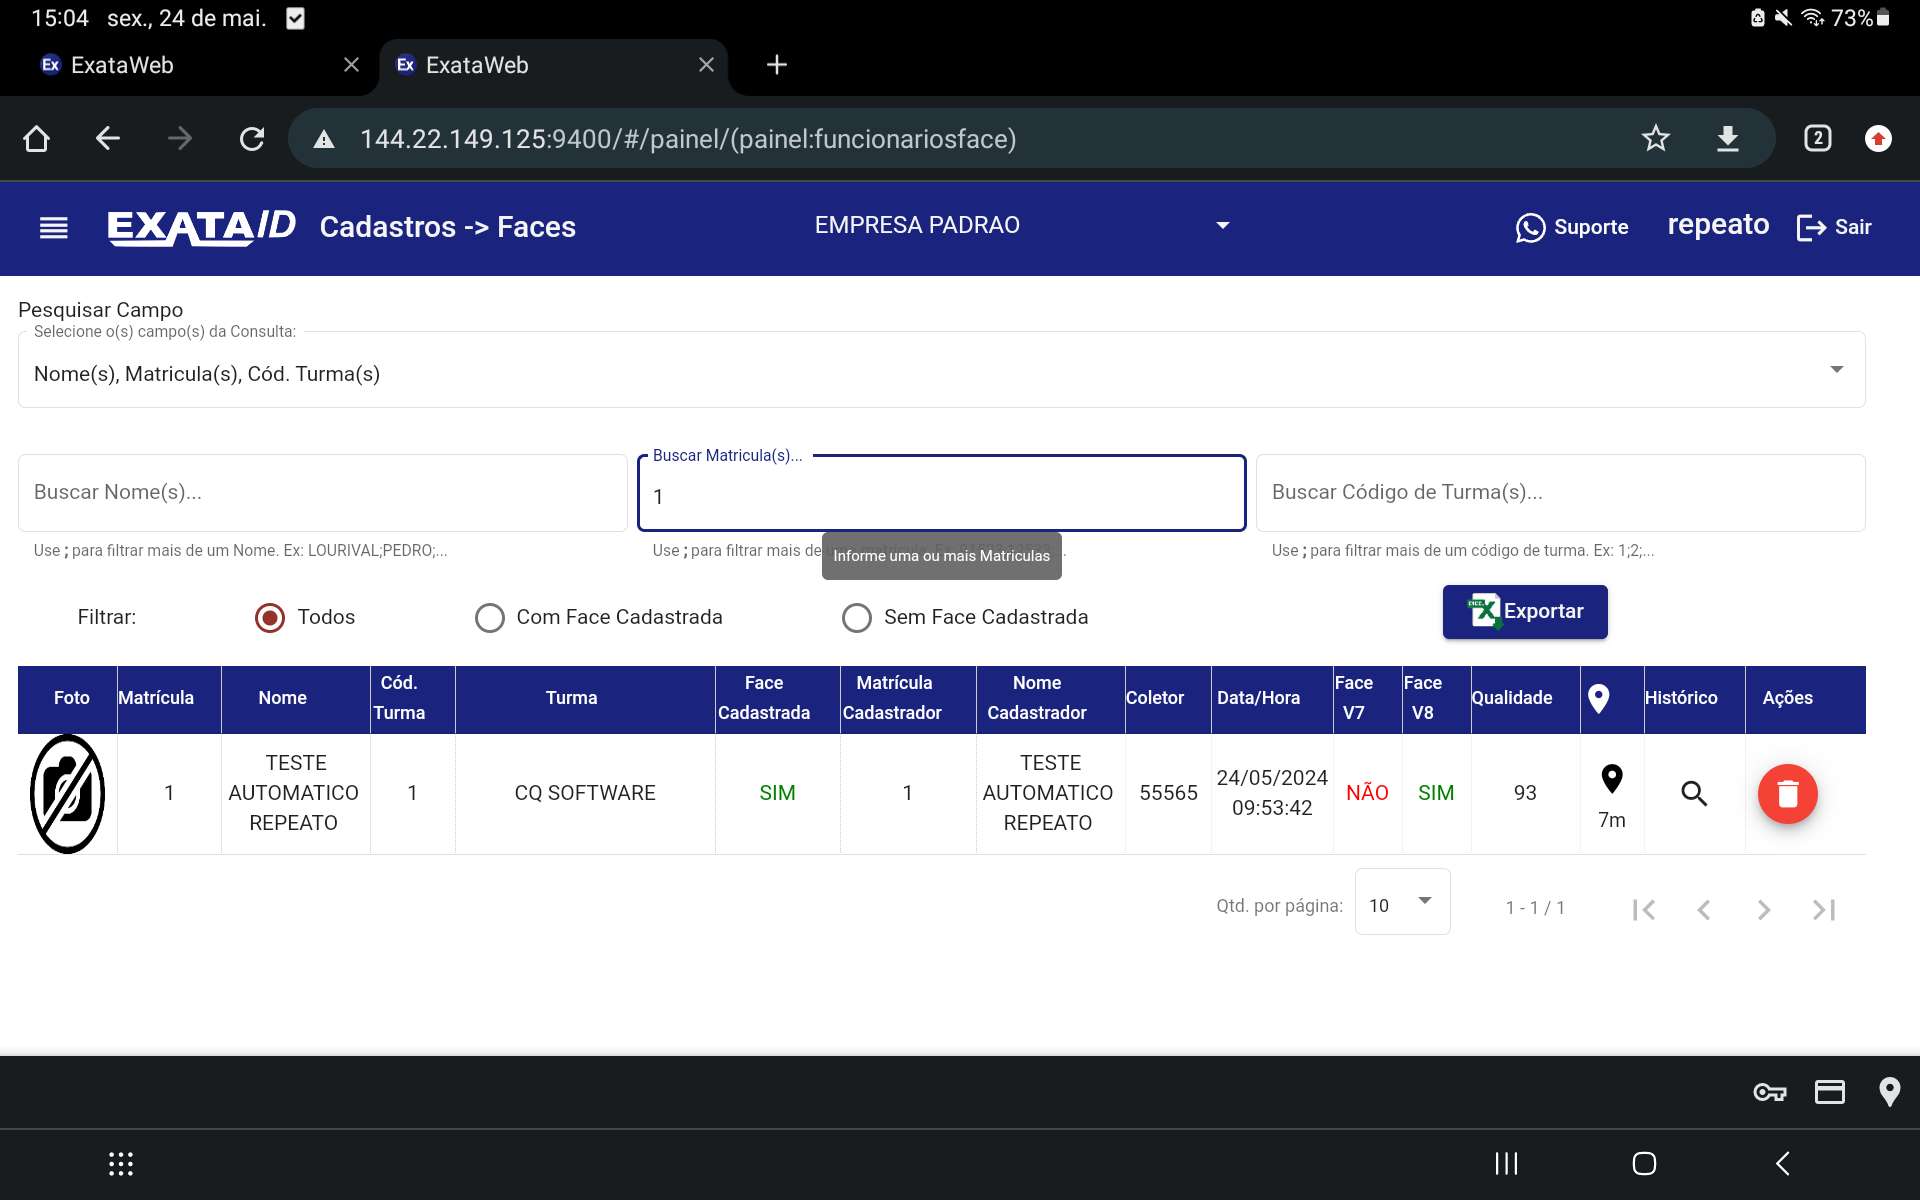 15:04 sex., 24 de mai.
73%
Ex ExataWeb
Ex ExataWeb
144.22.149.125:9400/#/painel/(painel:funcionariosface)
2
EXATA/D
Cadastros -> Faces
EMPRESA PADRAO
Suporte
repeato
Sair
Pesquisar Campo
Selecione o(s) campo(s) da Consulta:
Nome(s), Matricula(s), Cód. Turma(s)
Buscar Nome(s)...
Buscar Matricula(s)...
1
Buscar Código de Turma(s)...
Use ; para filtrar mais de um Nome. Ex: LOURIVAL;PEDRO;...
Use ; para filtrar mais de
Informe uma ou mais Matriculas
Use ; para filtrar mais de um código de turma. Ex: 1;2;...
Filtrar:
Todos
Com Face Cadastrada
Sem Face Cadastrada
Exportar
Foto
Matrícula
Nome
Cód. Turma
Turma
Face Cadastrada
Matrícula Cadastrador
Nome Cadastrador
Coletor
Data/Hora
Face V7
Face V8
Qualidade
Histórico
Ações
1
TESTE AUTOMATICO REPEATO
1
CQ SOFTWARE
SIM
1
TESTE AUTOMATICO REPEATO
55565
24/05/2024 09:53:42
NÃO
SIM
93
7m
Qtd. por página:
10
1 - 1 / 1